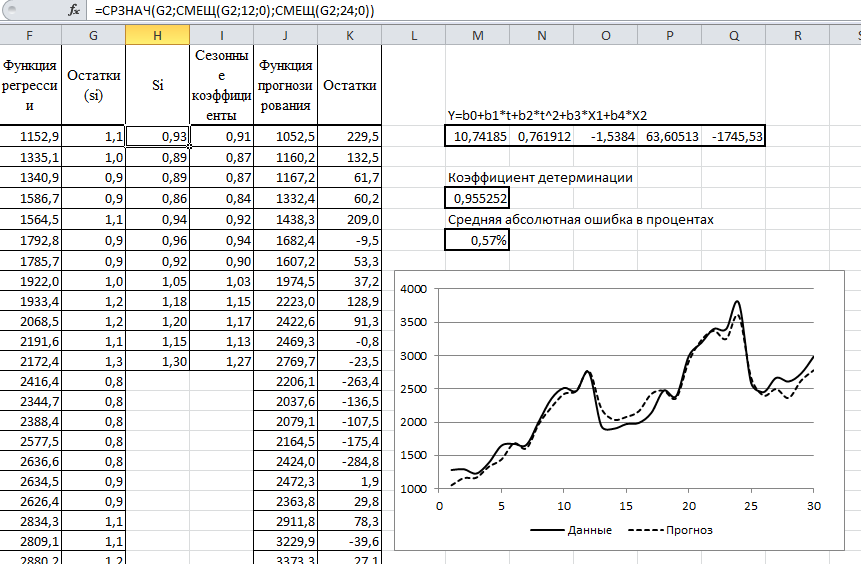 fx =СРЗНАЧ(G2;СМЕЩ(G2;12;0);СМЕЩ(G2;24;0))
F G H I J K L M N O P Q R
Функция регрессии Остатки (si) Si Сезонные коэффициенты Функция прогнозирования Остатки
Y=b0+b1*t+b2*t^2+b3*X1+b4*X2
1152,9 1,1 0,93 0,91 1052,5 229,5 10,74185 0,761912 -1,5384 63,60513 -1745,53
1335,1 1,0 0,89 0,87 1160,2 132,5
1340,9 0,9 0,89 0,87 1167,2 61,7 Коэффициент детерминации
1586,7 0,9 0,86 0,84 1332,4 60,2 0,955252
1564,5 1,1 0,94 0,92 1438,3 209,0 Средняя абсолютная ошибка в процентах
1792,8 0,9 0,96 0,94 1682,4 -9,5 0,57%
1785,7 0,9 0,92 0,90 1607,2 53,3
1922,0 1,0 1,05 1,03 1974,5 37,2
1933,4 1,2 1,18 1,15 2223,0 128,9
2068,5 1,2 1,20 1,17 2422,6 91,3
2191,6 1,1 1,15 1,13 2469,3 -0,8
2172,4 1,3 1,30 1,27 2769,7 -23,5
2416,4 0,8 2206,1 -263,4
2344,7 0,8 2037,6 -136,5
2388,4 0,8 2079,1 -107,5
2577,5 0,8 2164,5 -175,4
2636,6 0,8 2424,0 -284,8
2634,5 0,9 2472,3 1,9
2626,4 0,9 2363,8 29,8
2834,3 1,1 2911,8 78,3
2809,1 1,1 3229,9 -39,6
2880,2 1,2 3373,3 27,1
4000
3500
3000
2500
2000
1500
1000
0 5 10 15 20 25 30
Данные Прогноз